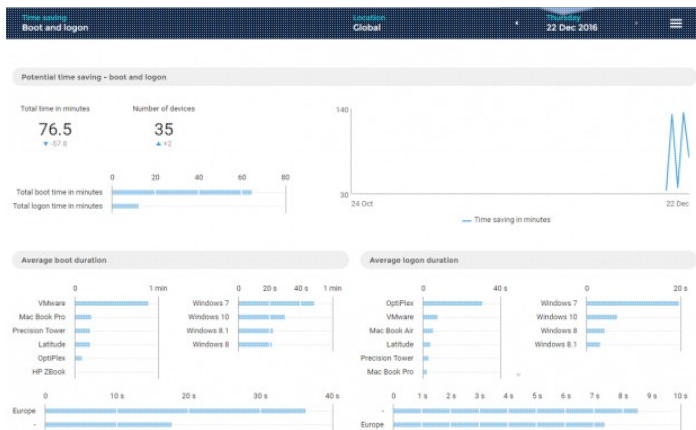 Time saving
Boot and logon
Location
Global
Thursday
22 Dec 2016
Potential time saving - boot and logon
Total time in minutes
Number of devices
76.5
35
▼ -57.8
▲ +2
0 20 40 60 80
Total boot time in minutes
Total logon time in minutes
140
30
24 Oct
22 Dec
Time saving in minutes
Average boot duration
Average logon duration
0 1 min
VMware
Mac Book Pro
Precision Tower
Latitude
OptiPlex
HP ZBook
0 20 s 40 s 1 min
Windows 7
Windows 10
Windows 8.1
Windows 8
0 40 s
OptiPlex
VMware
Mac Book Air
Latitude
Precision Tower
Mac Book Pro
0 20 s
Windows 7
Windows 10
Windows 8
Windows 8.1
0 10 s 20 s 30 s 40 s
Europe
-
0 1 s 2 s 3 s 4 s 5 s 6 s 7 s 8 s 9 s 10 s
-
Europe